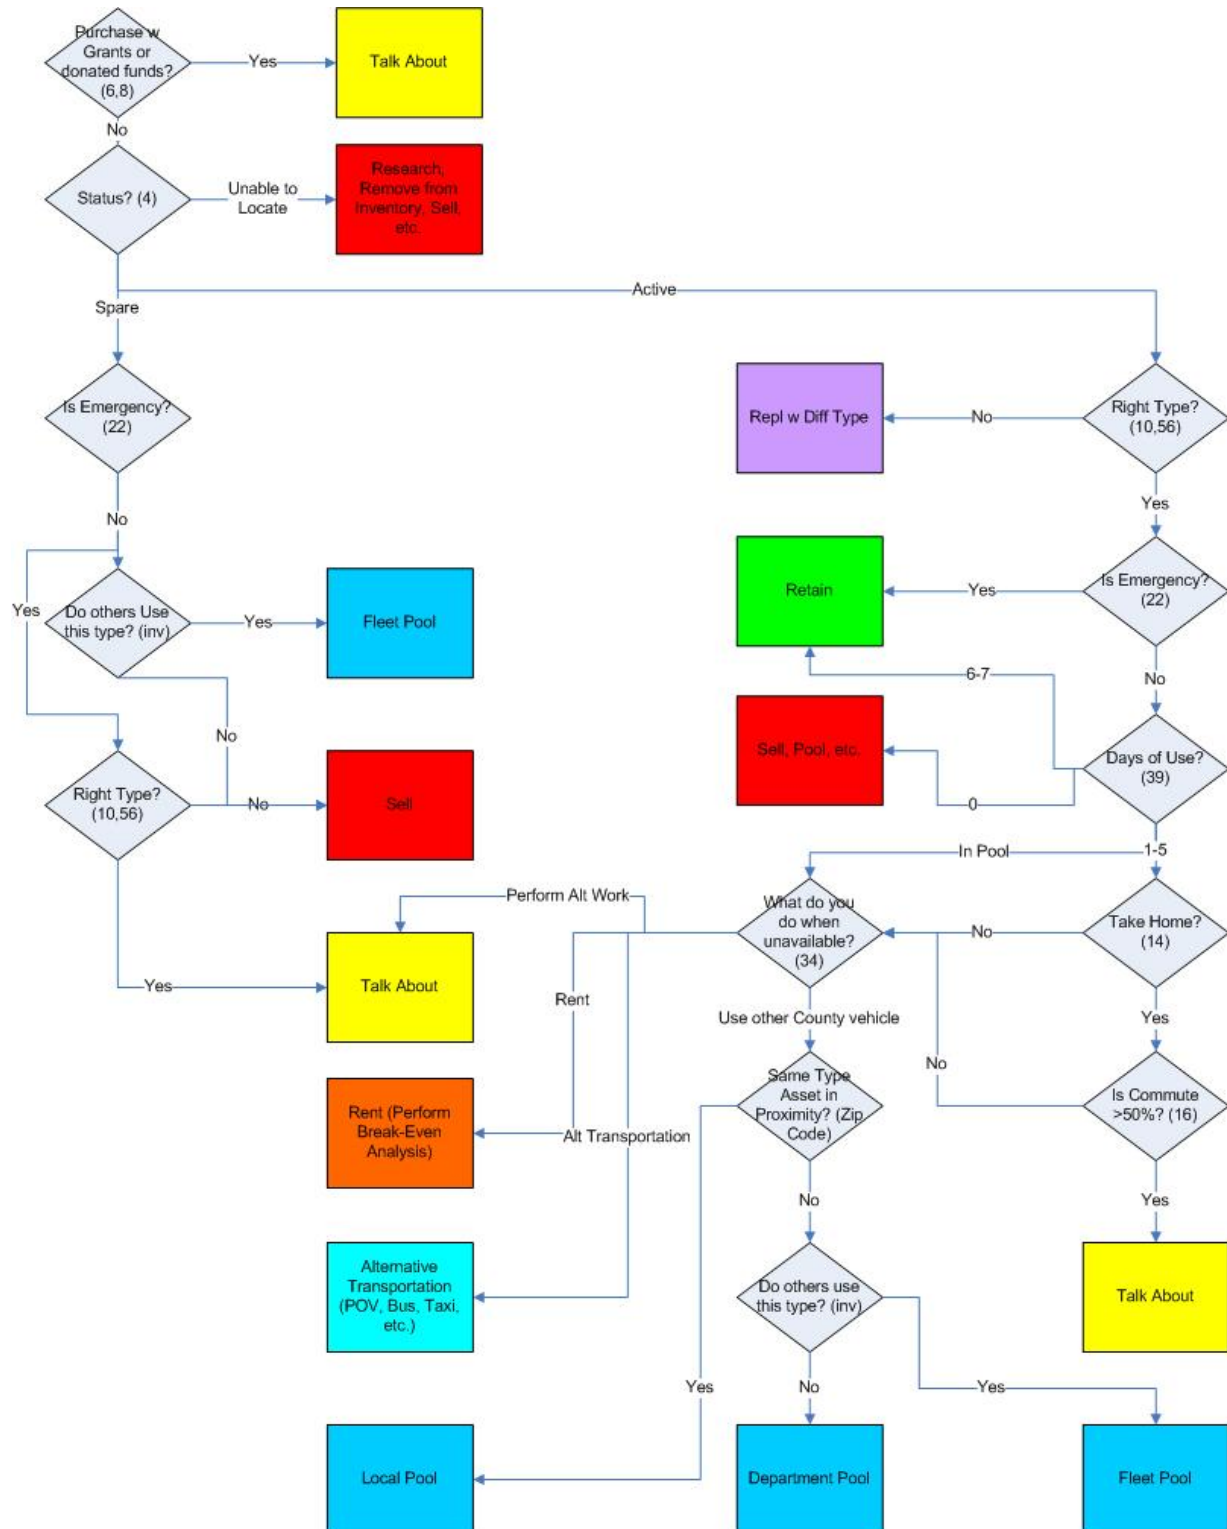 Purchase w
Grants or
donated funds?
(6,8)
Yes
Talk About
No
Status? (4)
Unable to
Locate
Research,
Remove from
Inventory, Sell,
etc.
Active
Spare
Is Emergency?
(22)
Repl w Diff Type
No
Right Type?
(10,56)
No
Yes
Yes
Do others Use
this type? (inv)
Yes
Fleet Pool
Retain
Yes
Is Emergency?
(22)
6-7
No
No
Right Type?
(10,56)
No
Sell
Sell, Pool, etc.
0
Days of Use?
(39)
In Pool
1-5
Perform Alt Work
What do you
do when
unavailable?
(34)
No
Take Home?
(14)
Yes
Talk About
Rent
Use other County vehicle
Yes
No
Rent (Perform
Break-Even
Analysis)
Alt Transportation
Same Type
Asset in
Proximity? (Zip
Code)
Is Commute
>50%? (16)
No
Yes
Alternative
Transportation
(POV, Bus, Taxi,
etc.)
Do others use
this type? (inv)
Talk About
Yes
No
Yes
Local Pool
Department Pool
Fleet Pool